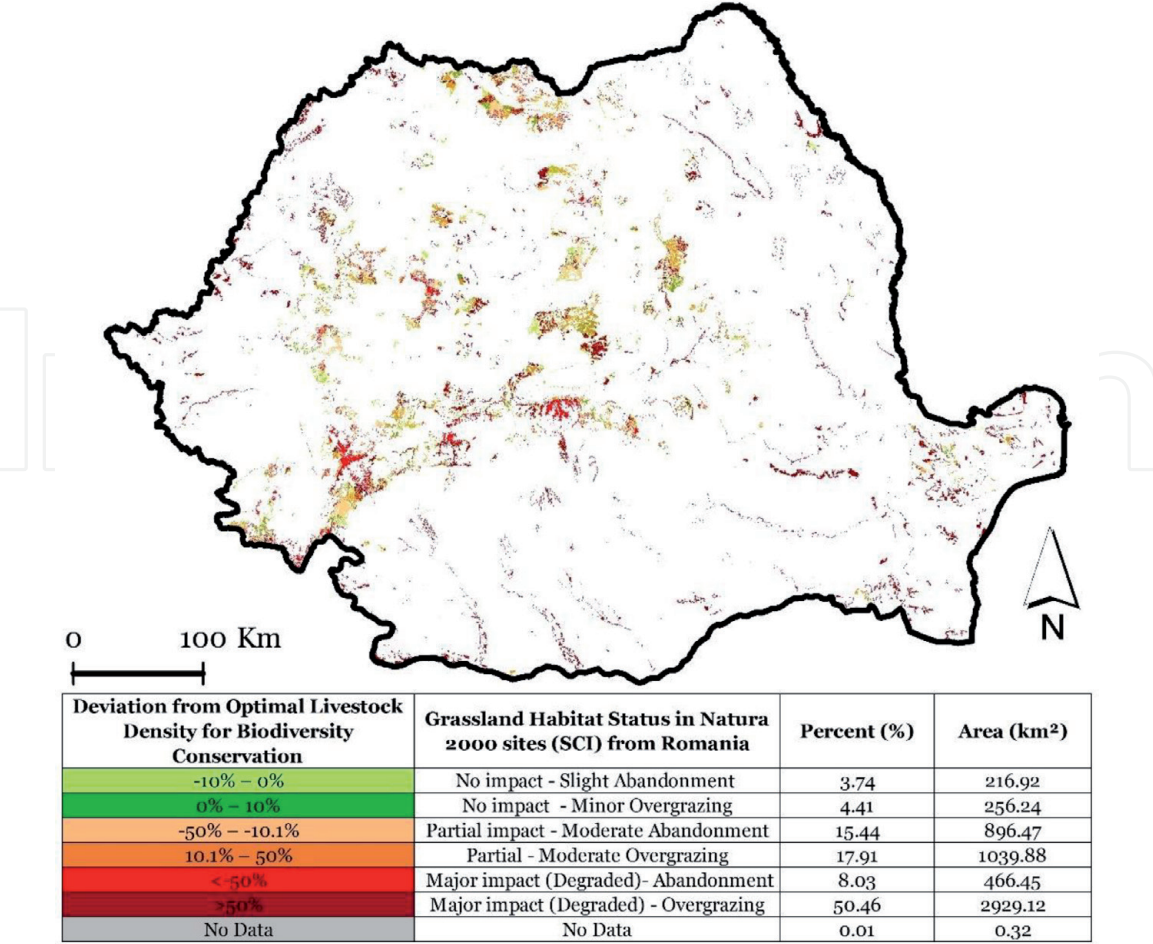 0 100 Km
N
Deviation from Optimal Livestock
Density for Biodiversity
Conservation
Grassland Habitat Status in Natura
2000 sites (SCI) from Romania
Percent (%)
Area (km²)
-10% – 0% No impact - Slight Abandonment 3.74 216.92
0% – 10% No impact - Minor Overgrazing 4.41 256.24
-50% – -10.1% Partial impact - Moderate Abandonment 15.44 896.47
10.1% – 50% Partial - Moderate Overgrazing 17.91 1039.88
< -50% Major impact (Degraded)- Abandonment 8.03 466.45
>50% Major impact (Degraded) - Overgrazing 50.46 2929.12
No Data No Data 0.01 0.32